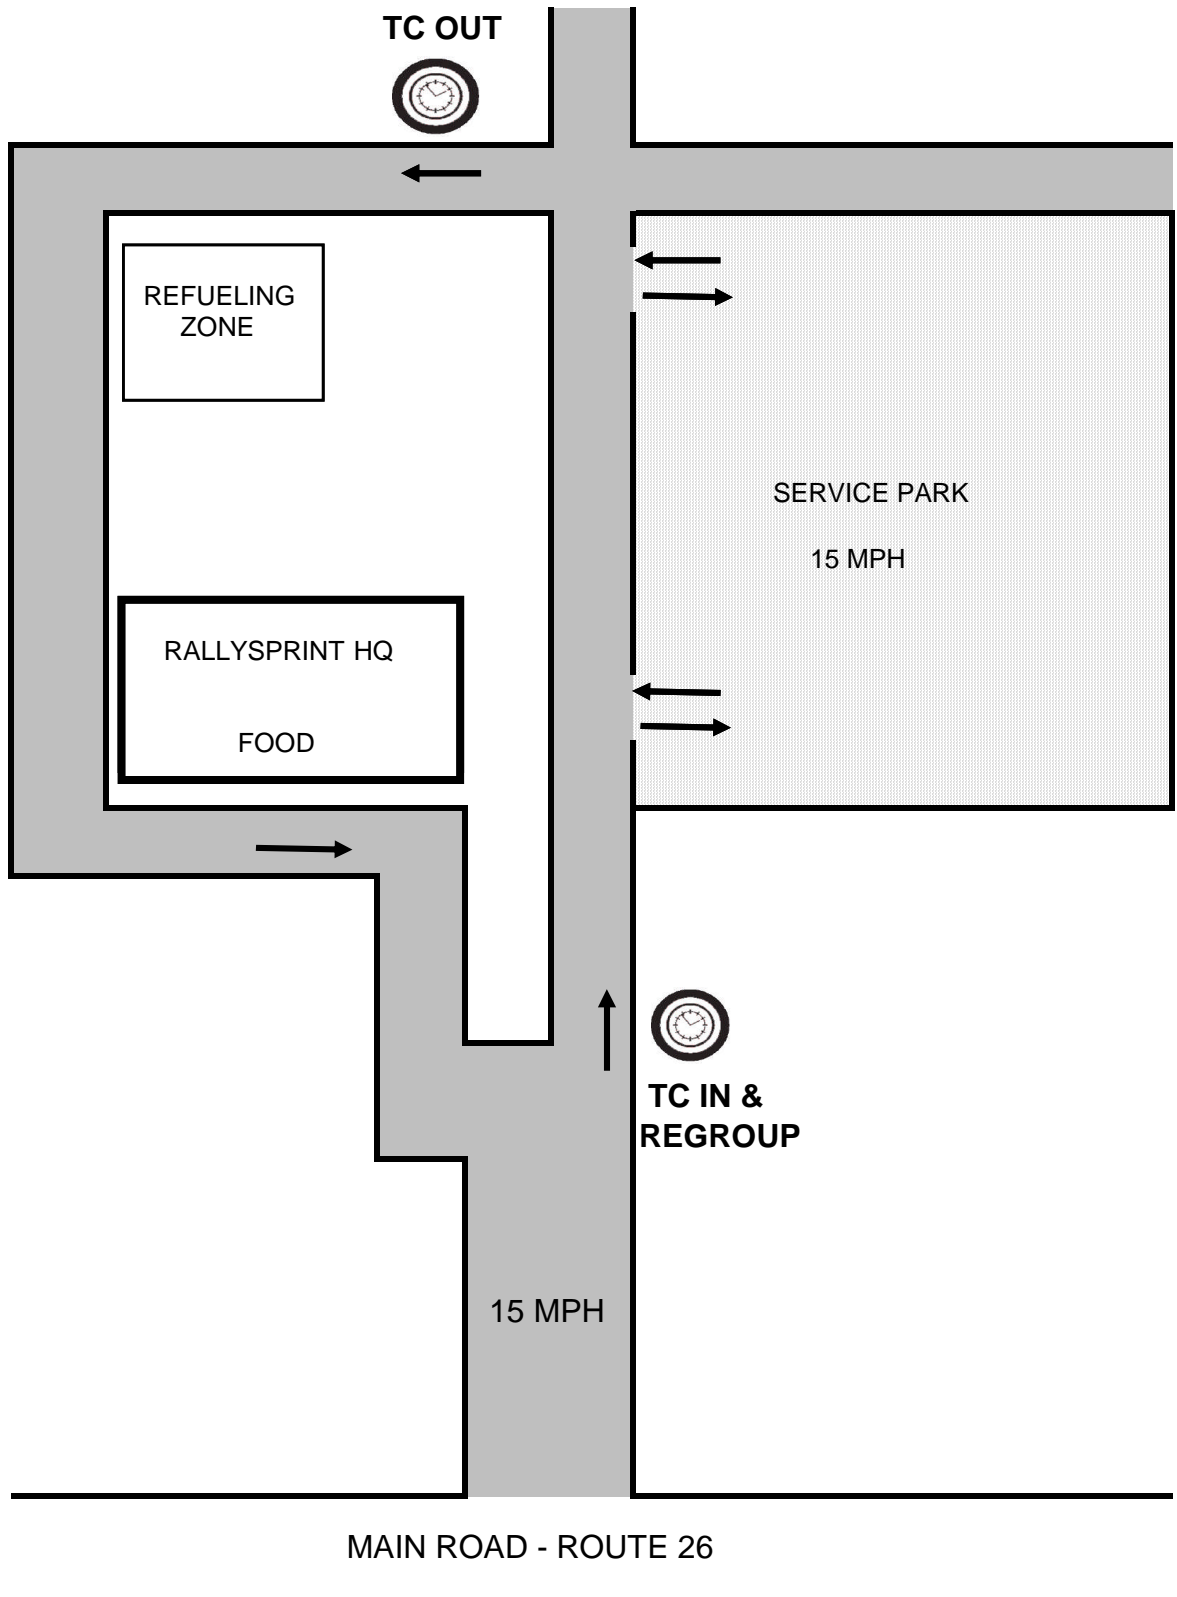 TC OUT
REFUELING
ZONE
SERVICE PARK
15 MPH
RALLYSPRINT HQ
FOOD
TC IN &
REGROUP
15 MPH
MAIN ROAD - ROUTE 26